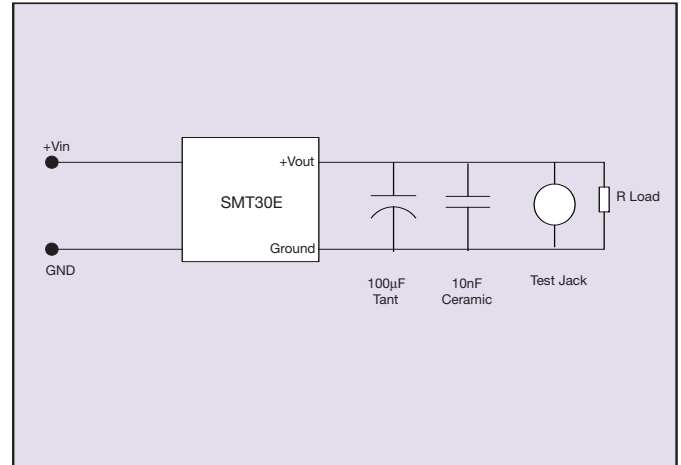 +Vin
+Vout
SMT30E
R Load
Ground
GND
100µF
Tant
10nF
Ceramic
Test Jack